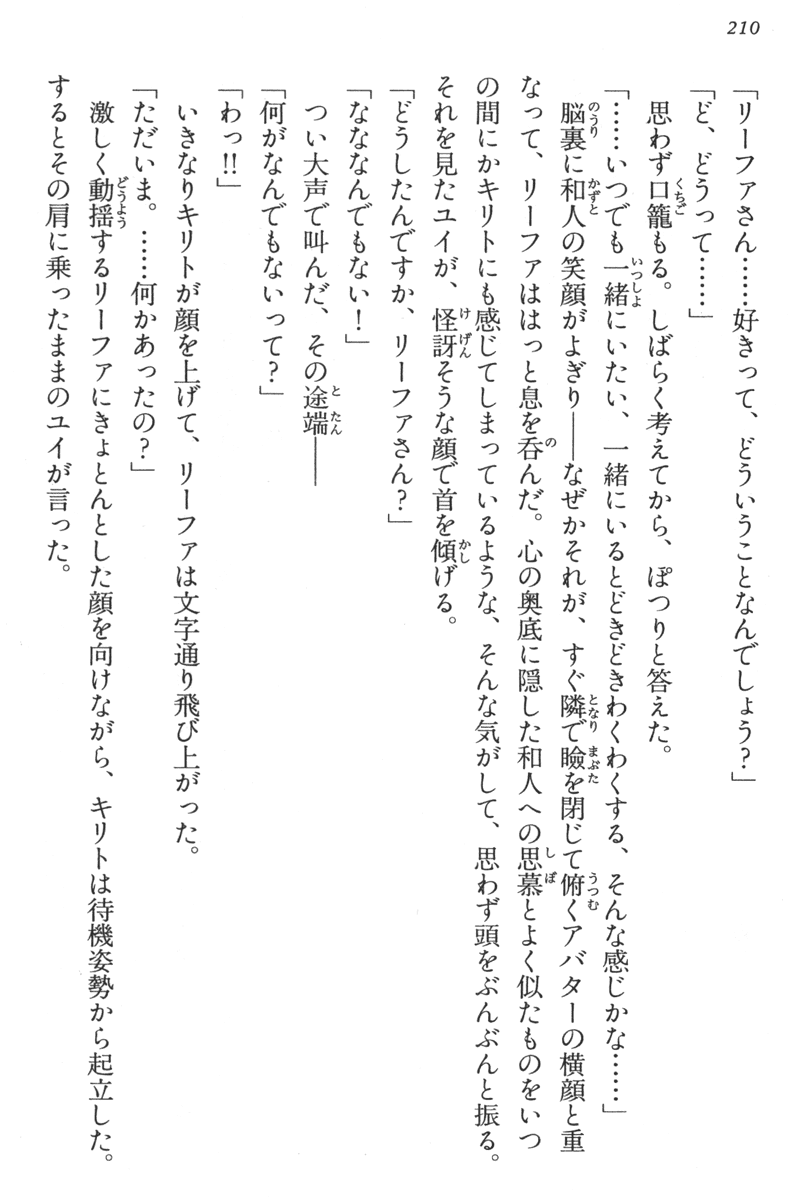 210
「リーファさん……好きって、どういうことなんでしょう？」
「ど、どうって……」
思わず口籠もる。しばらく考えてから、ぽつりと答えた。
「……いつでも一緒にいたい、一緒にいるとどきどきわくわくする、そんな感じかな……」
脳裏に和人の笑顔がよぎり――なぜかそれが、すぐ隣で瞼を閉じて俯くアバターの横顔と重
なって、リーファははっと息を呑んだ。心の奥底に隠した和人への思慕とよく似たものをいつ
の間にかキリトにも感じてしまっているような、そんな気がして、思わず頭をぶんぶんと振る。
それを見たユイが、怪訝そうな顔で首を傾げる。
「どうしたんですか、リーファさん？」
「なななんでもない！」
つい大声で叫んだ、その途端――
「何がなんでもないって？」
「わっ!!」
いきなりキリトが顔を上げて、リーファは文字通り飛び上がった。
「ただいま。……何かあったの？」
激しく動揺するリーファにきょとんとした顔を向けながら、キリトは待機姿勢から起立した。
するとその肩に乗ったままのユイが言った。